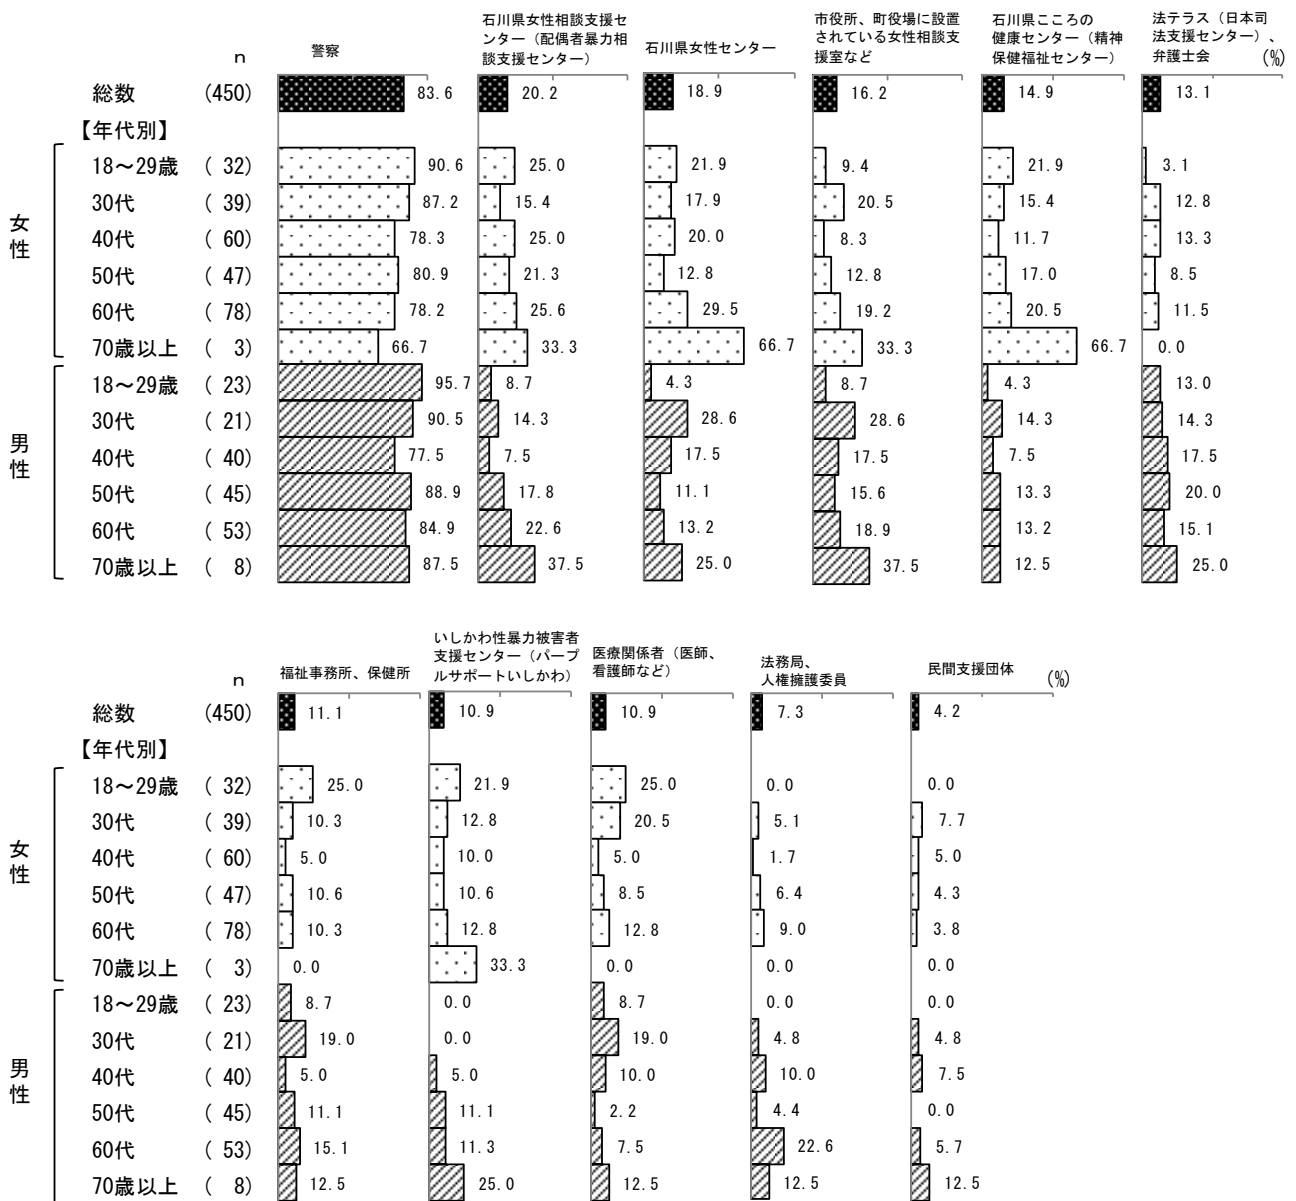 警察
石川県女性相談支援セ
ンター（配偶者暴力相
談支援センター）
石川県女性センター
市役所、町役場に設置
されている女性相談支
援室など
石川県こころの
健康センター（精神
保健福祉センター）
法テラス（日本司
法支援センター）、
弁護士会
n (%)
総数 (450) 83.6 20.2 18.9 16.2 14.9 13.1
【年代別】
女性
18～29歳 ( 32) 90.6 25.0 21.9 9.4 21.9 3.1
30代 ( 39) 87.2 15.4 17.9 20.5 15.4 12.8
40代 ( 60) 78.3 25.0 20.0 8.3 11.7 13.3
50代 ( 47) 80.9 21.3 12.8 12.8 17.0 8.5
60代 ( 78) 78.2 25.6 29.5 19.2 20.5 11.5
70歳以上 ( 3) 66.7 33.3 66.7 33.3 66.7 0.0
男性
18～29歳 ( 23) 95.7 8.7 4.3 8.7 4.3 13.0
30代 ( 21) 90.5 14.3 28.6 28.6 14.3 14.3
40代 ( 40) 77.5 7.5 17.5 17.5 7.5 17.5
50代 ( 45) 88.9 17.8 11.1 15.6 13.3 20.0
60代 ( 53) 84.9 22.6 13.2 18.9 13.2 15.1
70歳以上 ( 8) 87.5 37.5 25.0 37.5 12.5 25.0
福祉事務所、保健所
いしかわ性暴力被害者
支援センター（パープ
ルサポートいしかわ）
医療関係者（医師、
看護師など）
法務局、
人権擁護委員
民間支援団体
n (%)
総数 (450) 11.1 10.9 10.9 7.3 4.2
【年代別】
女性
18～29歳 ( 32) 25.0 21.9 25.0 0.0 0.0
30代 ( 39) 10.3 12.8 20.5 5.1 7.7
40代 ( 60) 5.0 10.0 5.0 1.7 5.0
50代 ( 47) 10.6 10.6 8.5 6.4 4.3
60代 ( 78) 10.3 12.8 12.8 9.0 3.8
70歳以上 ( 3) 0.0 33.3 0.0 0.0 0.0
男性
18～29歳 ( 23) 8.7 0.0 8.7 0.0 0.0
30代 ( 21) 19.0 0.0 19.0 4.8 4.8
40代 ( 40) 5.0 5.0 10.0 10.0 7.5
50代 ( 45) 11.1 11.1 2.2 4.4 0.0
60代 ( 53) 15.1 11.3 7.5 22.6 5.7
70歳以上 ( 8) 12.5 25.0 12.5 12.5 12.5